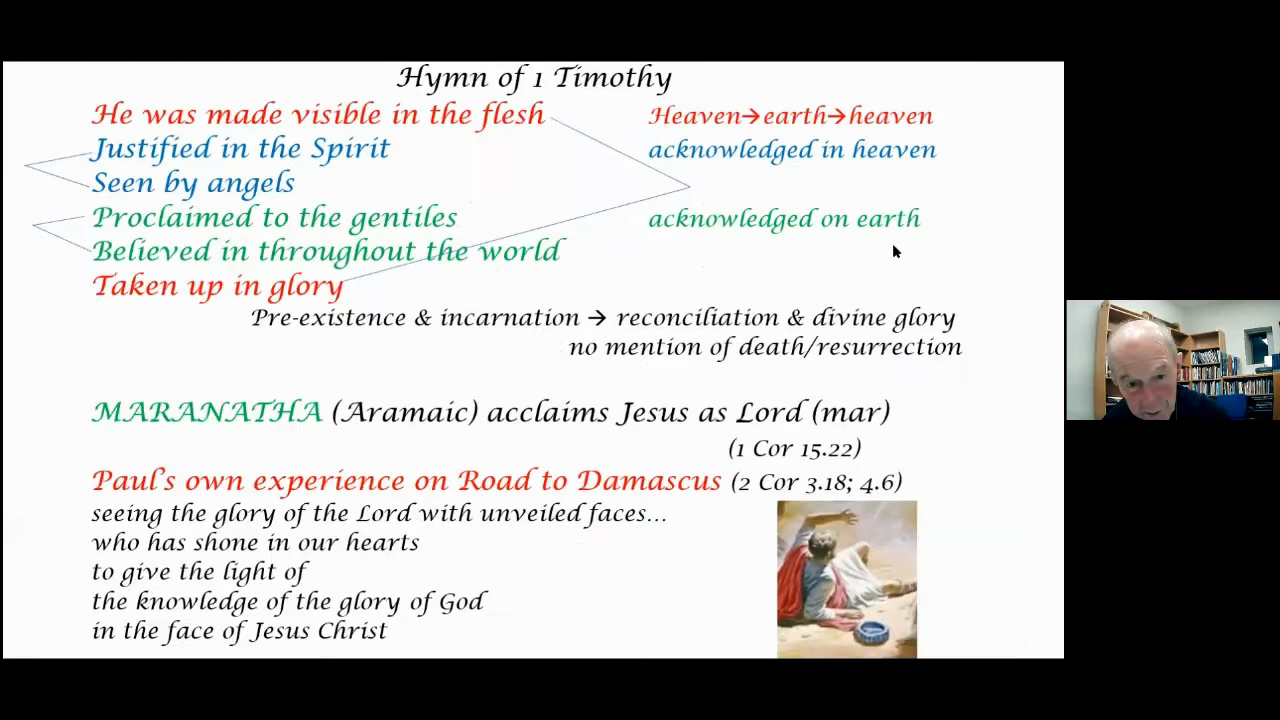 Hymn of 1 Timothy
He was made visible in the flesh
Heaven→earth→heaven
Justified in the Spirit
acknowledged in heaven
Seen by angels
Proclaimed to the gentiles
acknowledged on earth
Believed in throughout the world
Taken up in glory
Pre-existence & incarnation → reconciliation & divine glory
no mention of death/resurrection
MARANATHA (Aramaic) acclaims Jesus as Lord (mar)
(1 Cor 15.22)
Paul's own experience on Road to Damascus (2 Cor 3.18; 4.6)
seeing the glory of the Lord with unveiled faces...
who has shone in our hearts
to give the light of
the knowledge of the glory of God
in the face of Jesus Christ